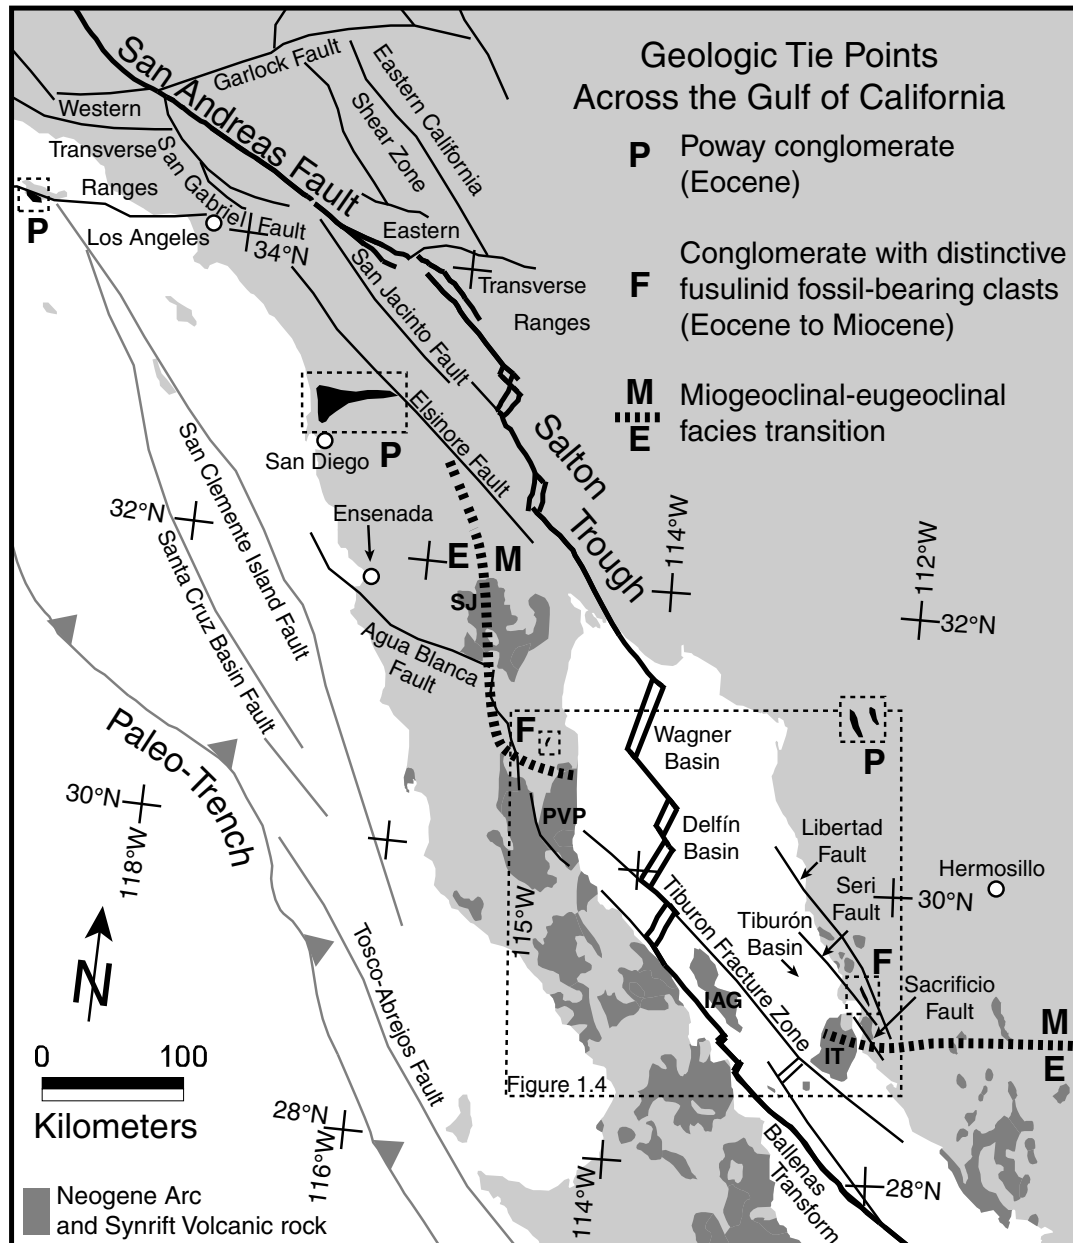 Geologic Tie Points
Across the Gulf of California
P
Poway conglomerate
(Eocene)
F
Conglomerate with distinctive
fusulinid fossil-bearing clasts
(Eocene to Miocene)
M
E
Miogeoclinal-eugeoclinal
facies transition
San Andreas Fault
Garlock Fault
Eastern California
Shear Zone
Western
Transverse
Ranges
San Gabriel
Fault
P
Los Angeles
34°N
Eastern
Transverse
Ranges
San Jacinto Fault
Elsinore Fault
Salton
Trough
San Diego
P
San Clemente Island Fault
Santa Cruz Basin Fault
32°N
Ensenada
E
M
SJ
Agua Blanca
Fault
114°W
112°W
32°N
Paleo-Trench
30°N
118°W
F
Wagner
Basin
P
PVP
Delfín
Basin
Libertad
Fault
Hermosillo
Seri
Fault
30°N
115°W
Tiburon Fracture Zone
Tiburón
Basin
F
Sacrificio
Fault
IAG
IT
M
E
Tosco-Abrejos Fault
N
0
100
Kilometers
Figure 1.4
28°N
116°W
114°W
Ballenas
Transform
28°N
Neogene Arc
and Synrift Volcanic rock